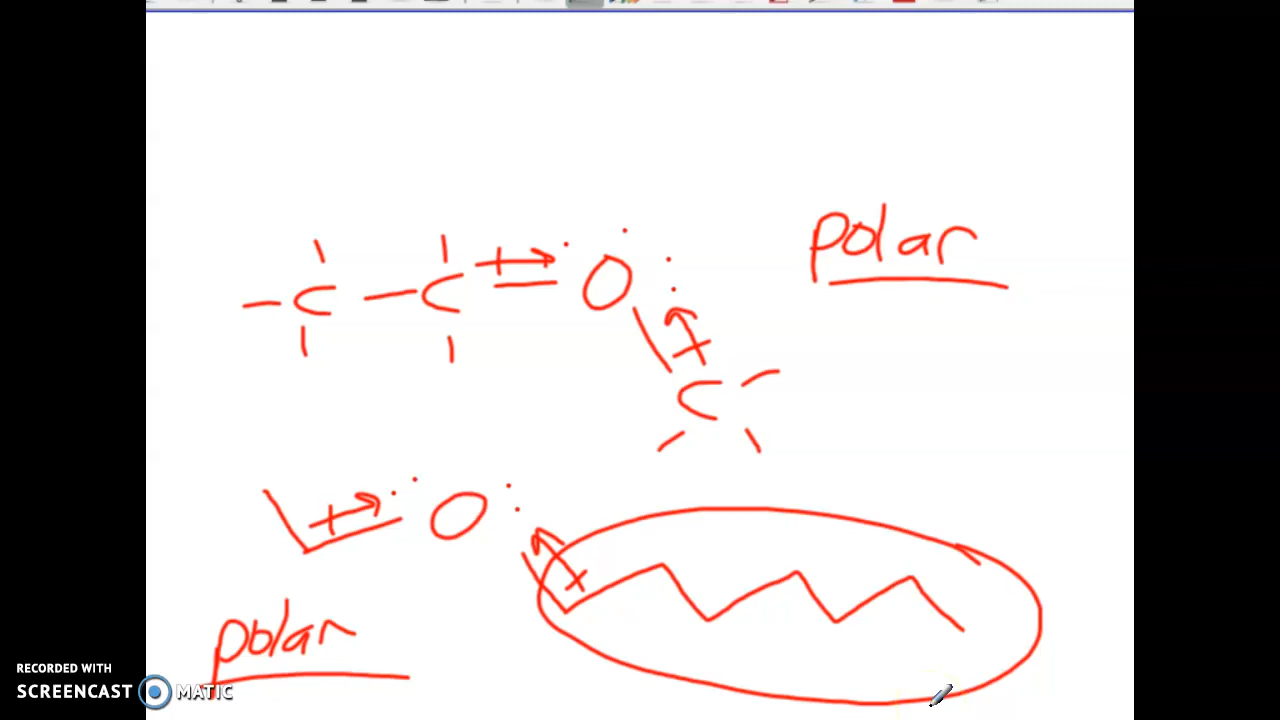 polar
C C O
C
O
polar
RECORDED WITH
SCREENCAST MATIC